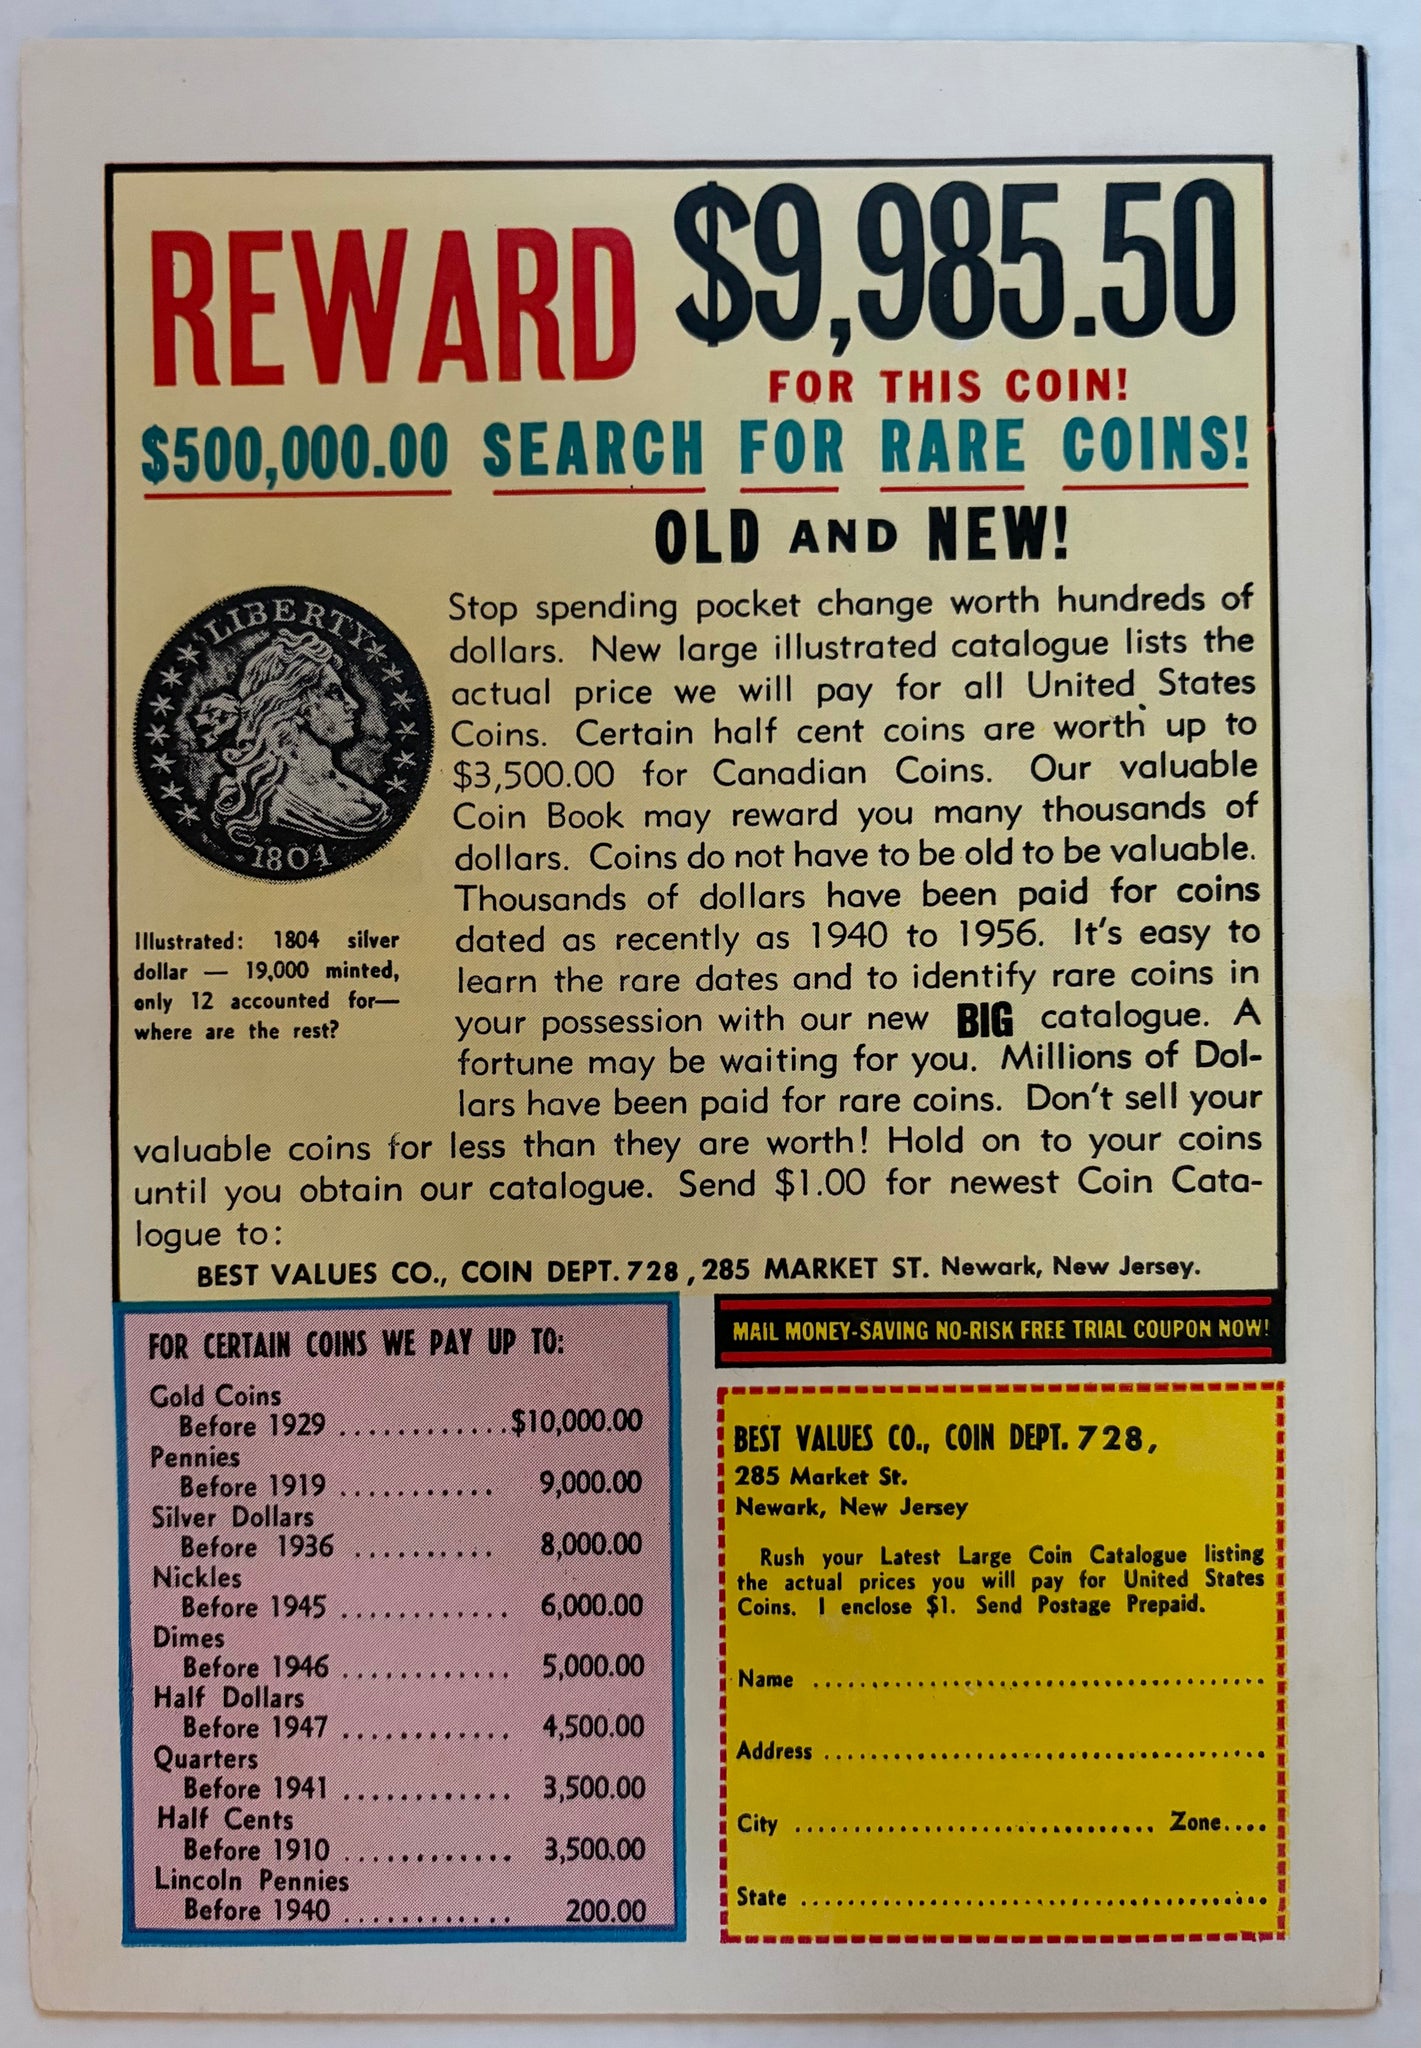 REWARD $9,985.50
FOR THIS COIN!
$500,000.00 SEARCH FOR RARE COINS!
OLD AND NEW!
LIBERTY
1804
Illustrated: 1804 silver
dollar — 19,000 minted,
only 12 accounted for—
where are the rest?
Stop spending pocket change worth hundreds of
dollars. New large illustrated catalogue lists the
actual price we will pay for all United States
Coins. Certain half cent coins are worth up to
$3,500.00 for Canadian Coins. Our valuable
Coin Book may reward you many thousands of
dollars. Coins do not have to be old to be valuable.
Thousands of dollars have been paid for coins
dated as recently as 1940 to 1956. It's easy to
learn the rare dates and to identify rare coins in
your possession with our new BIG catalogue. A
fortune may be waiting for you. Millions of Dol-
lars have been paid for rare coins. Don't sell your
valuable coins for less than they are worth! Hold on to your coins
until you obtain our catalogue. Send $1.00 for newest Coin Cata-
logue to:
BEST VALUES CO., COIN DEPT. 728, 285 MARKET ST. Newark, New Jersey.
FOR CERTAIN COINS WE PAY UP TO:
Gold Coins
Before 1929 ............. $10,000.00
Pennies
Before 1919 ........... 9,000.00
Silver Dollars
Before 1936 .......... 8,000.00
Nickles
Before 1945 ............ 6,000.00
Dimes
Before 1946 ............ 5,000.00
Half Dollars
Before 1947 ............ 4,500.00
Quarters
Before 1941 ............ 3,500.00
Half Cents
Before 1910 ............ 3,500.00
Lincoln Pennies
Before 1940 ............ 200.00
MAIL MONEY-SAVING NO-RISK FREE TRIAL COUPON NOW!
BEST VALUES CO., COIN DEPT. 728,
285 Market St.
Newark, New Jersey
Rush your Latest Large Coin Catalogue listing
the actual prices you will pay for United States
Coins. I enclose $1. Send Postage Prepaid.
Name ......................................
Address .....................................
City .............................. Zone....
State .......................................